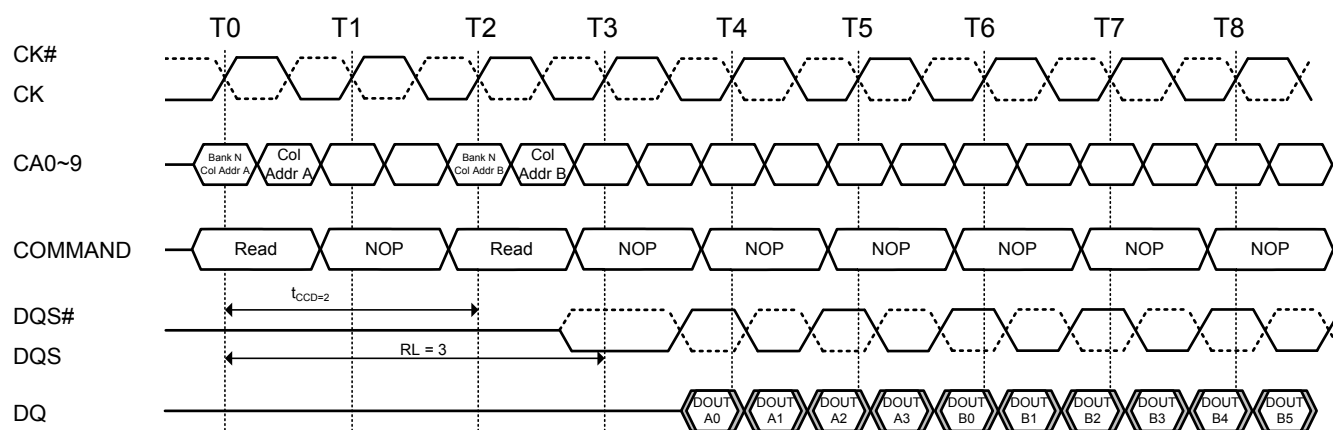 T0 T1 T2 T3 T4 T5 T6 T7 T8
CK#
CK
CA0~9
Bank N
Col Addr A
Col
Addr A
Bank N
Col Addr B
Col
Addr B
COMMAND
Read NOP Read NOP NOP NOP NOP NOP NOP
tCCD=2
DQS#
DQS
RL = 3
DQ
DOUT
A0
DOUT
A1
DOUT
A2
DOUT
A3
DOUT
B0
DOUT
B1
DOUT
B2
DOUT
B3
DOUT
B4
DOUT
B5